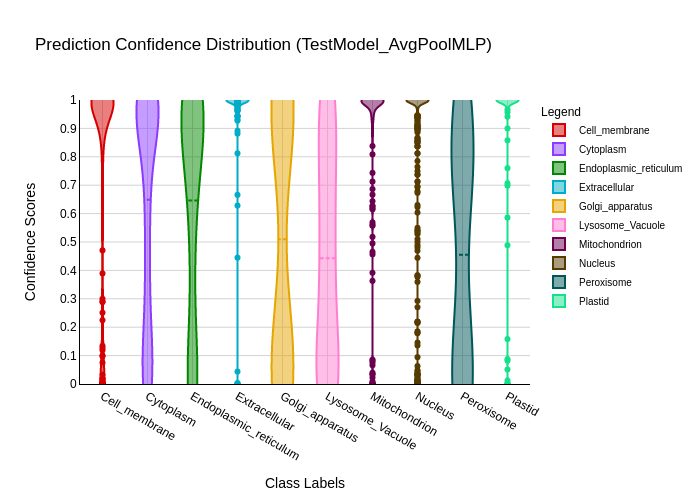 Prediction Confidence Distribution (TestModel_AvgPoolMLP)
Legend
Cell_membrane
Cytoplasm
Endoplasmic_reticulum
Extracellular
Golgi_apparatus
Lysosome_Vacuole
Mitochondrion
Nucleus
Peroxisome
Plastid
Confidence Scores
1
0.9
0.8
0.7
0.6
0.5
0.4
0.3
0.2
0.1
0
Cell_membrane
Cytoplasm
Endoplasmic_reticulum
Extracellular
Golgi_apparatus
Lysosome_Vacuole
Mitochondrion
Nucleus
Peroxisome
Plastid
Class Labels